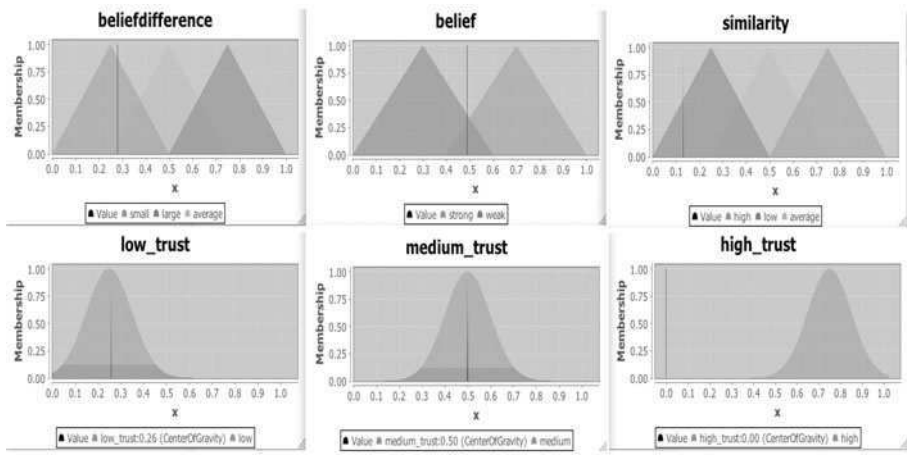 beliefdifference
1.00
0.75
0.50
0.25
0.00
Membership
0.0 0.1 0.2 0.3 0.4 0.5 0.6 0.7 0.8 0.9 1.0
x
Value small large average
belief
1.00
0.75
0.50
0.25
0.00
Membership
0.0 0.1 0.2 0.3 0.4 0.5 0.6 0.7 0.8 0.9 1.0
x
Value strong weak
similarity
1.00
0.75
0.50
0.25
0.00
Membership
0.0 0.1 0.2 0.3 0.4 0.5 0.6 0.7 0.8 0.9 1.0
x
Value high low average
low_trust
1.00
0.75
0.50
0.25
0.00
Membership
0.0 0.1 0.2 0.3 0.4 0.5 0.6 0.7 0.8 0.9 1.0
x
Value low_trust:0.26 (CenterOfGravity) low
medium_trust
1.00
0.75
0.50
0.25
0.00
Membership
0.0 0.1 0.2 0.3 0.4 0.5 0.6 0.7 0.8 0.9 1.0
x
Value medium_trust:0.50 (CenterOfGravity) medium
high_trust
1.00
0.75
0.50
0.25
0.00
Membership
0.0 0.1 0.2 0.3 0.4 0.5 0.6 0.7 0.8 0.9 1.0
x
Value high_trust:0.00 (CenterOfGravity) high